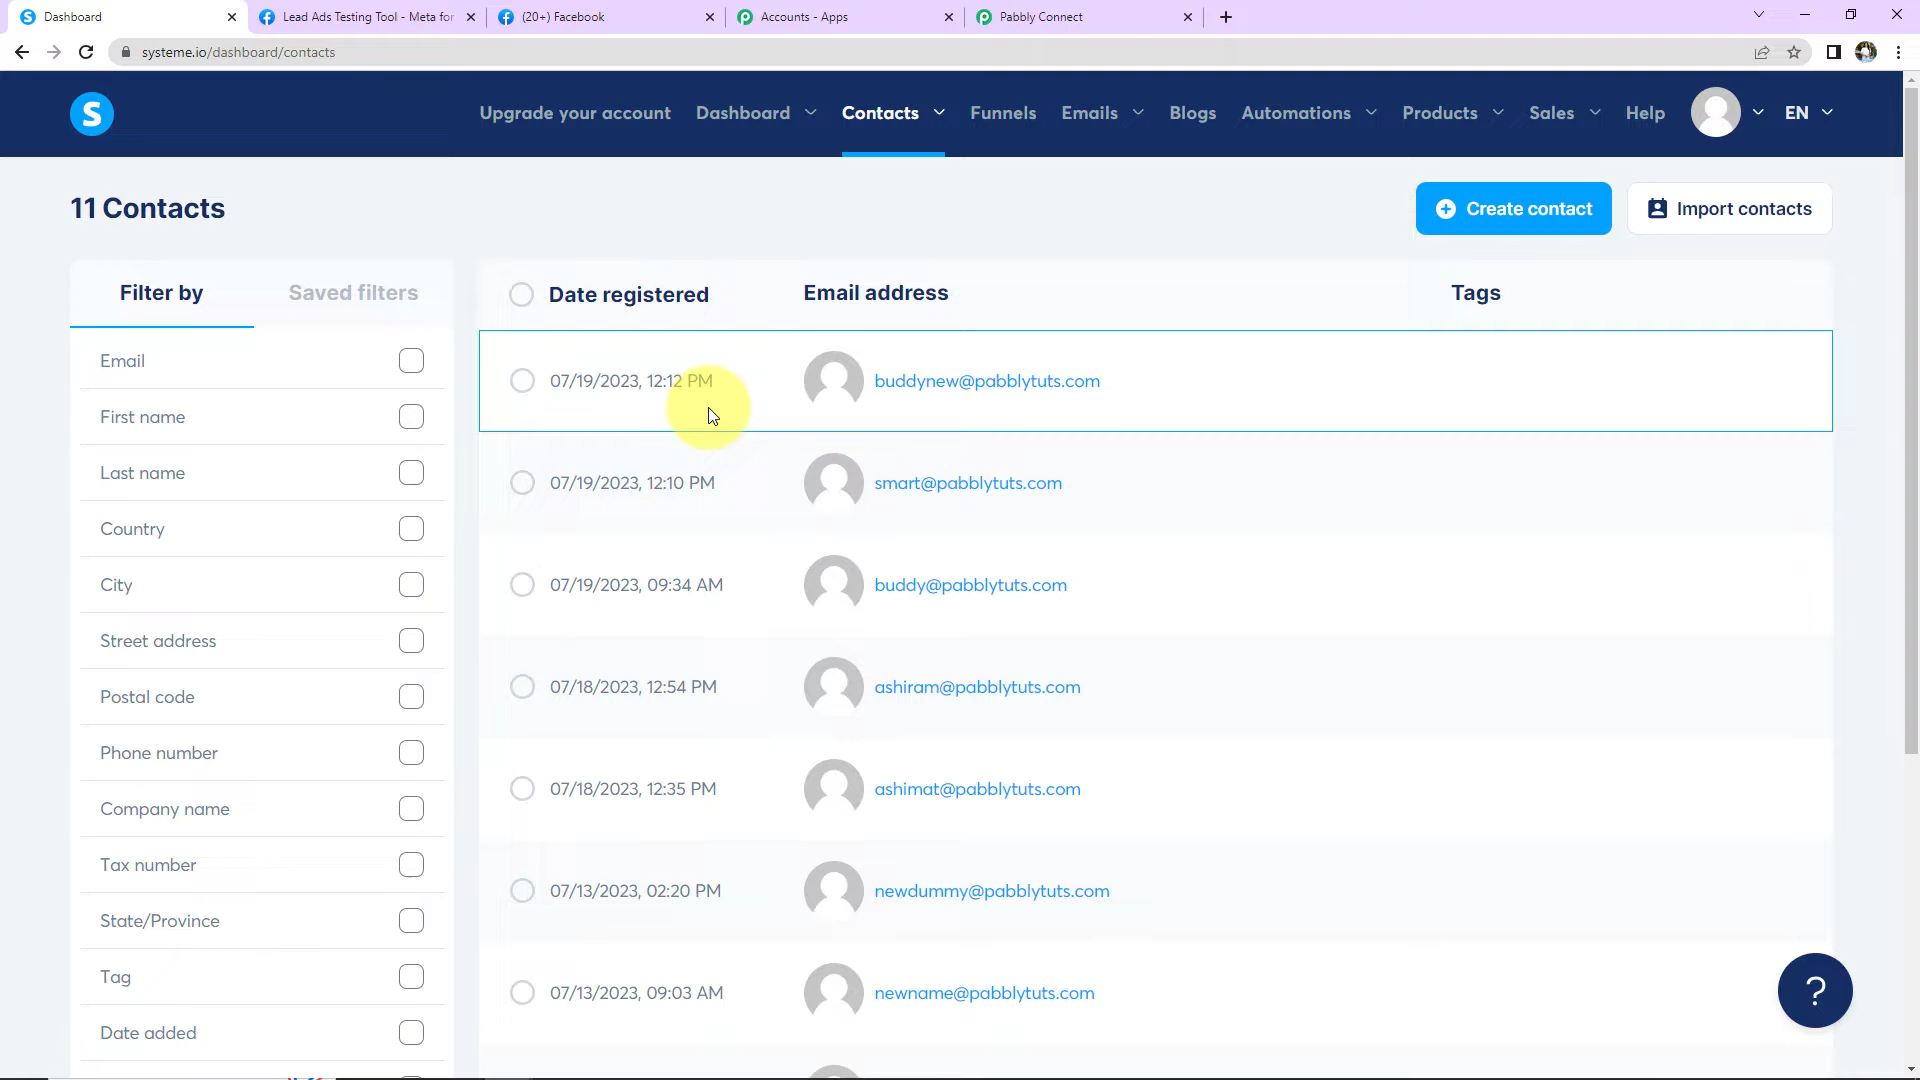 Dashboard
Lead Ads Testing Tool - Meta for
(20+) Facebook
Accounts - Apps
Pabbly Connect
systeme.io/dashboard/contacts
S
Upgrade your account
Dashboard
Contacts
Funnels
Emails
Blogs
Automations
Products
Sales
Help
EN
11 Contacts
Create contact
Import contacts
Filter by
Saved filters
Date registered
Email address
Tags
Email
First name
Last name
Country
City
Street address
Postal code
Phone number
Company name
Tax number
State/Province
Tag
Date added
07/19/2023, 12:12 PM
buddynew@pabblytuts.com
07/19/2023, 12:10 PM
smart@pabblytuts.com
07/19/2023, 09:34 AM
buddy@pabblytuts.com
07/18/2023, 12:54 PM
ashiram@pabblytuts.com
07/18/2023, 12:35 PM
ashimat@pabblytuts.com
07/13/2023, 02:20 PM
newdummy@pabblytuts.com
07/13/2023, 09:03 AM
newname@pabblytuts.com
?